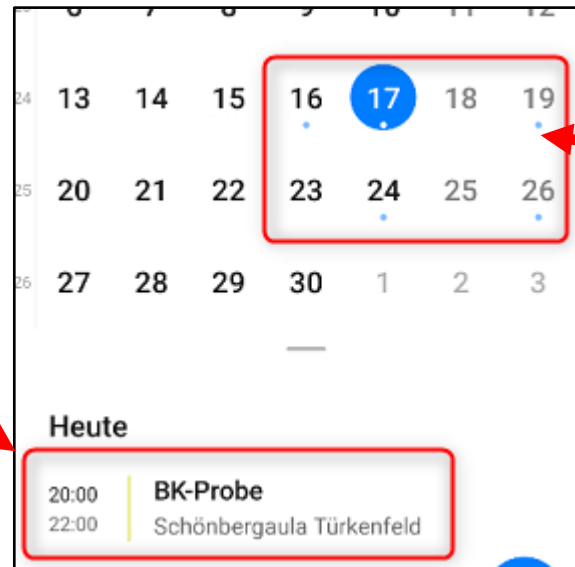 24 13 14 15 16 17 18 19
25 20 21 22 23 24 25 26
26 27 28 29 30 1 2 3
Heute
20:00 BK-Probe
22:00 Schönbergaula Türkenfeld